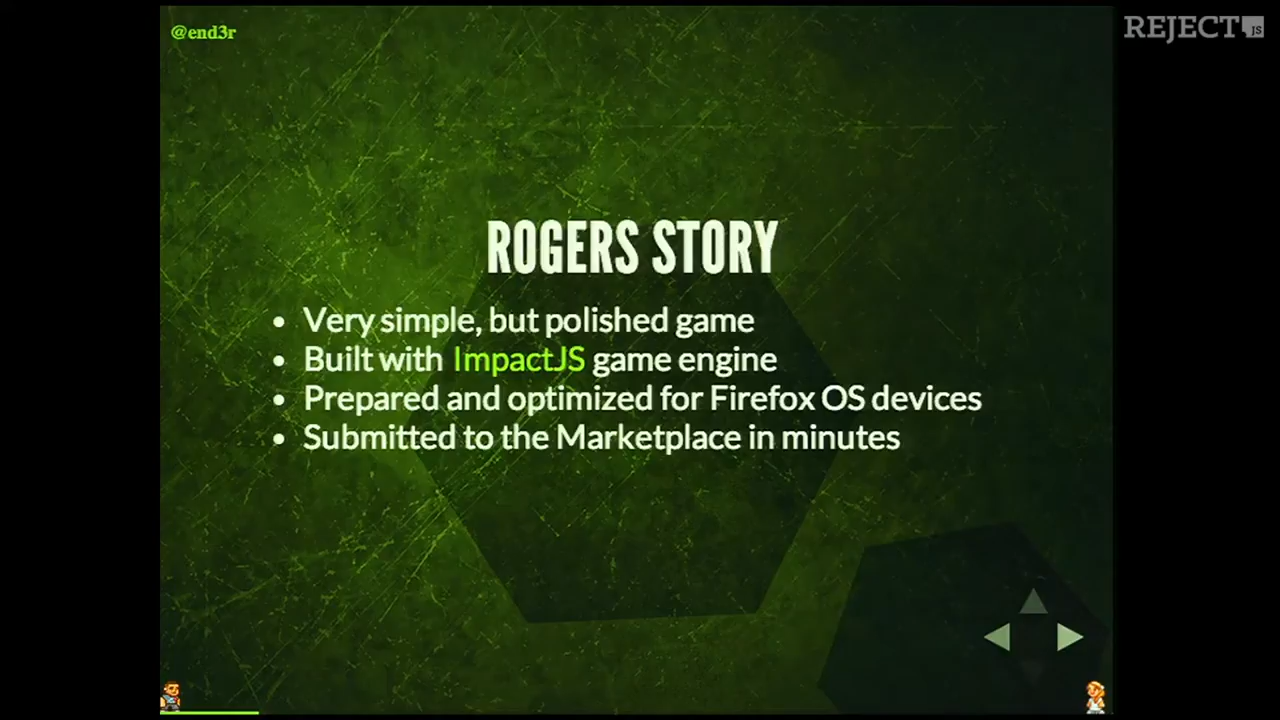 @end3r
REJECT JS
ROGERS STORY
Very simple, but polished game
Built with ImpactJS game engine
Prepared and optimized for Firefox OS devices
Submitted to the Marketplace in minutes